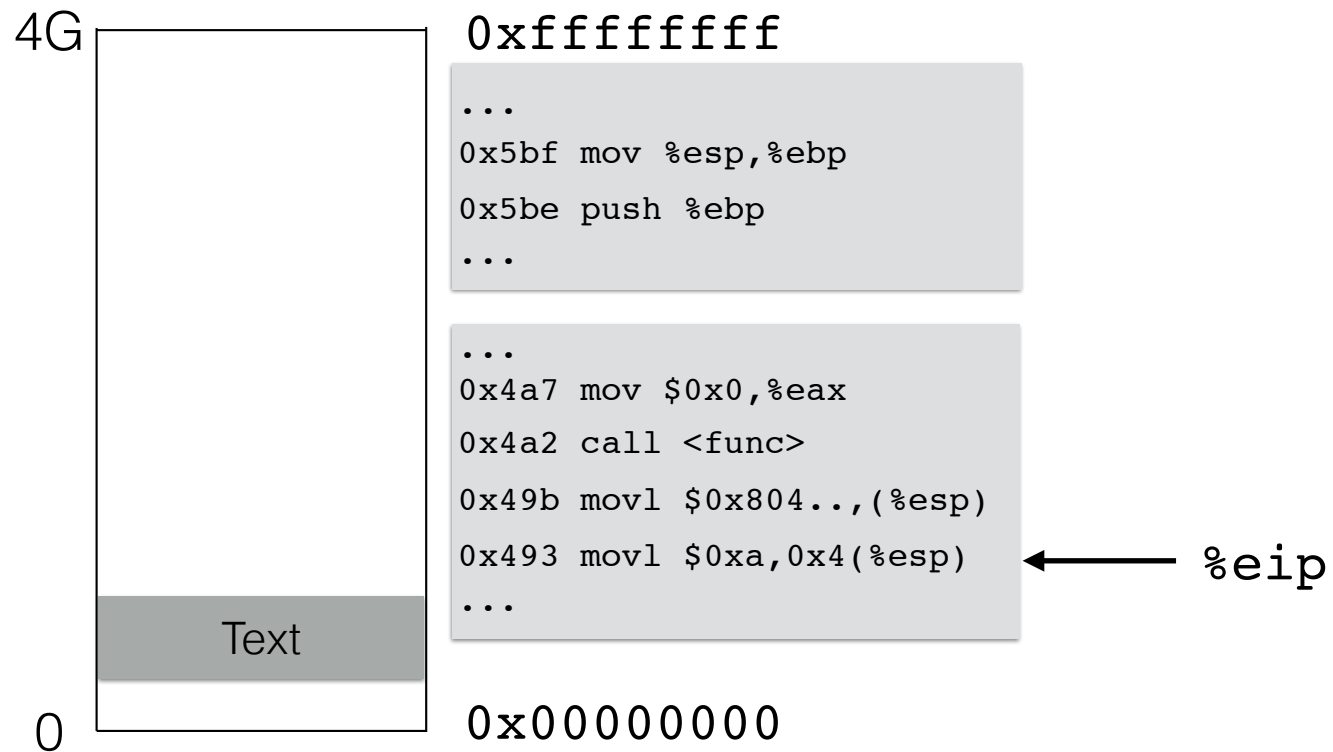 4G
0xffffffff
...
0x5bf mov %esp,%ebp
0x5be push %ebp
...
...
0x4a7 mov $0x0,%eax
0x4a2 call <func>
0x49b movl $0x804..,(%esp)
0x493 movl $0xa,0x4(%esp)
...
%eip
Text
0
0x00000000